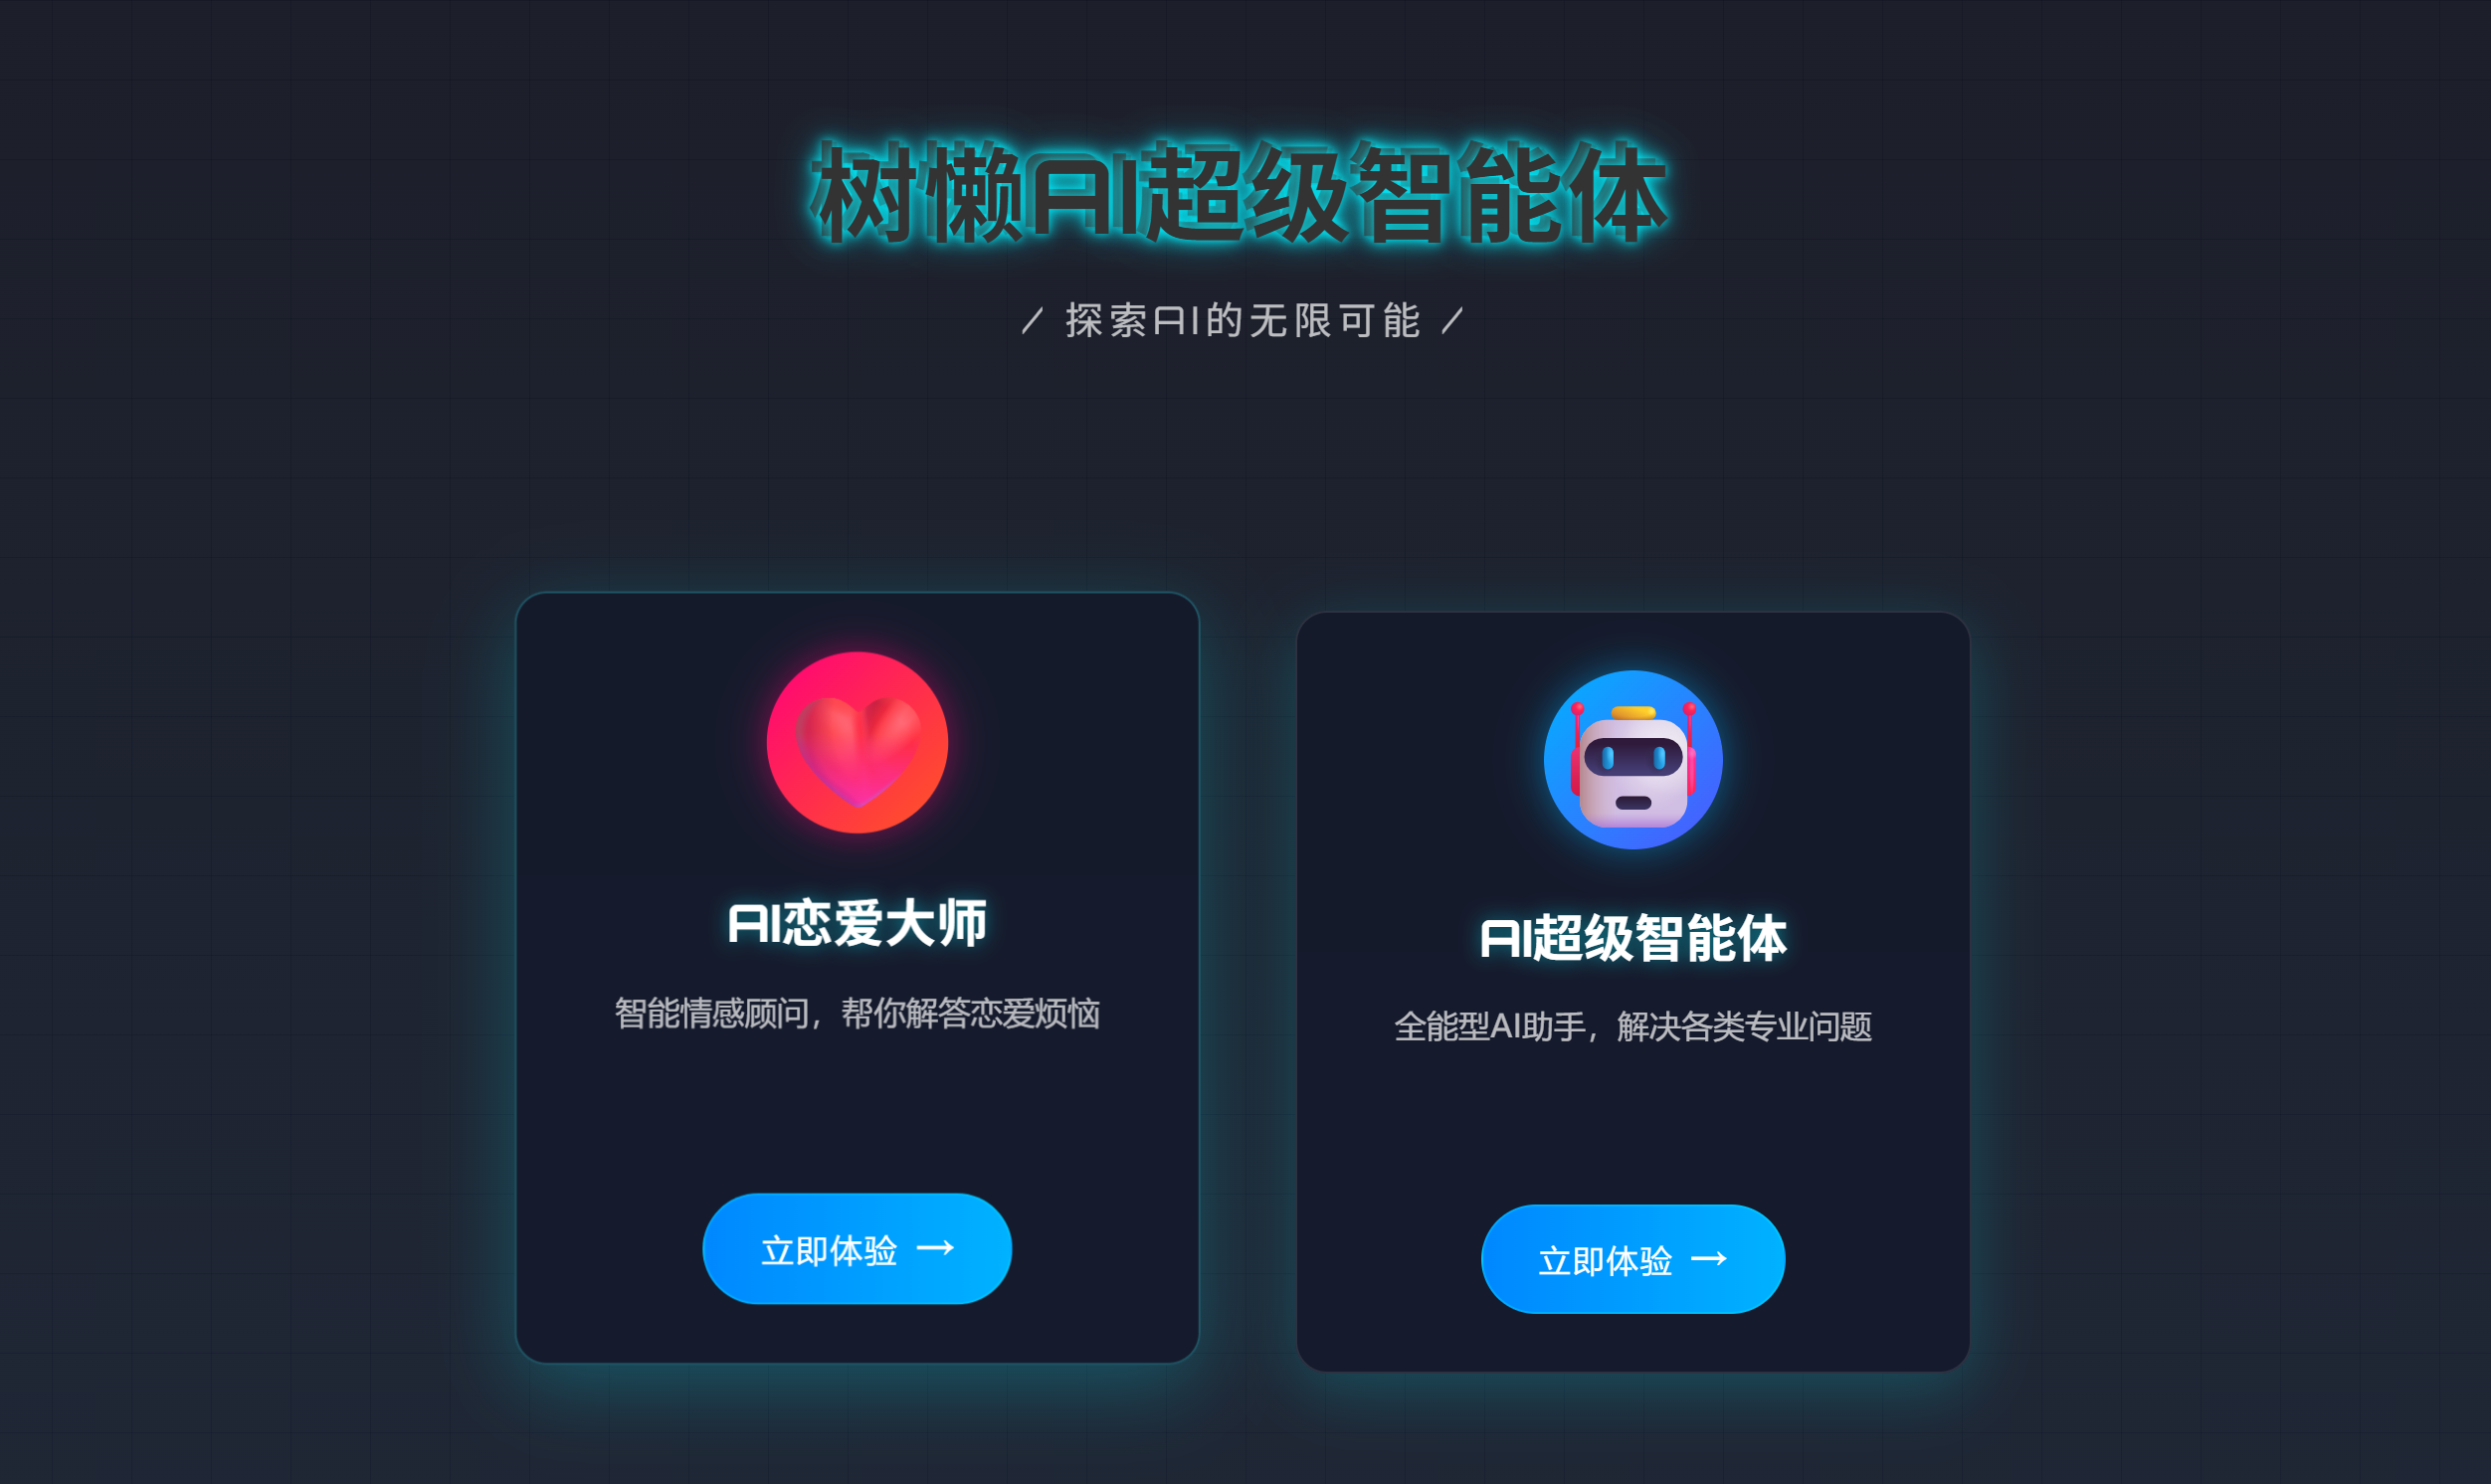 树懒AI超级智能体
/ 探索AI的无限可能 /
AI恋爱大师
智能情感顾问，帮你解答恋爱烦恼
立即体验 →
AI超级智能体
全能型AI助手，解决各类专业问题
立即体验 →